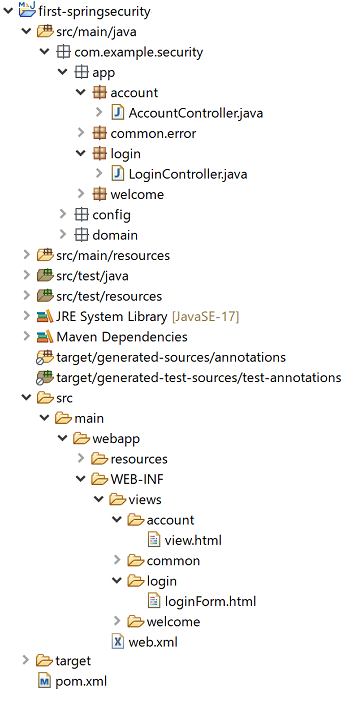 first-springsecurity
src/main/java
com.example.security
app
account
AccountController.java
common.error
login
LoginController.java
welcome
config
domain
src/main/resources
src/test/java
src/test/resources
JRE System Library [JavaSE-17]
Maven Dependencies
target/generated-sources/annotations
target/generated-test-sources/test-annotations
src
main
webapp
resources
WEB-INF
views
account
view.html
common
login
loginForm.html
welcome
web.xml
target
pom.xml